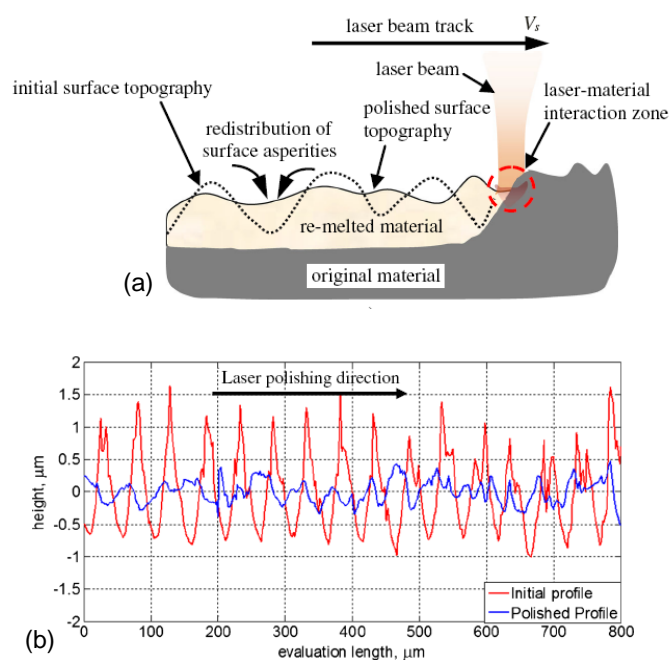 laser beam track
V_s
laser beam
laser-material
interaction zone
initial surface topography
polished surface
topography
redistribution of
surface asperities
re-melted material
original material
(a)
Laser polishing direction
2
1.5
1
0.5
0
-0.5
-1
-1.5
-2
height, μm
0 100 200 300 400 500 600 700 800
evaluation length, μm
Initial profile
Polished Profile
(b)